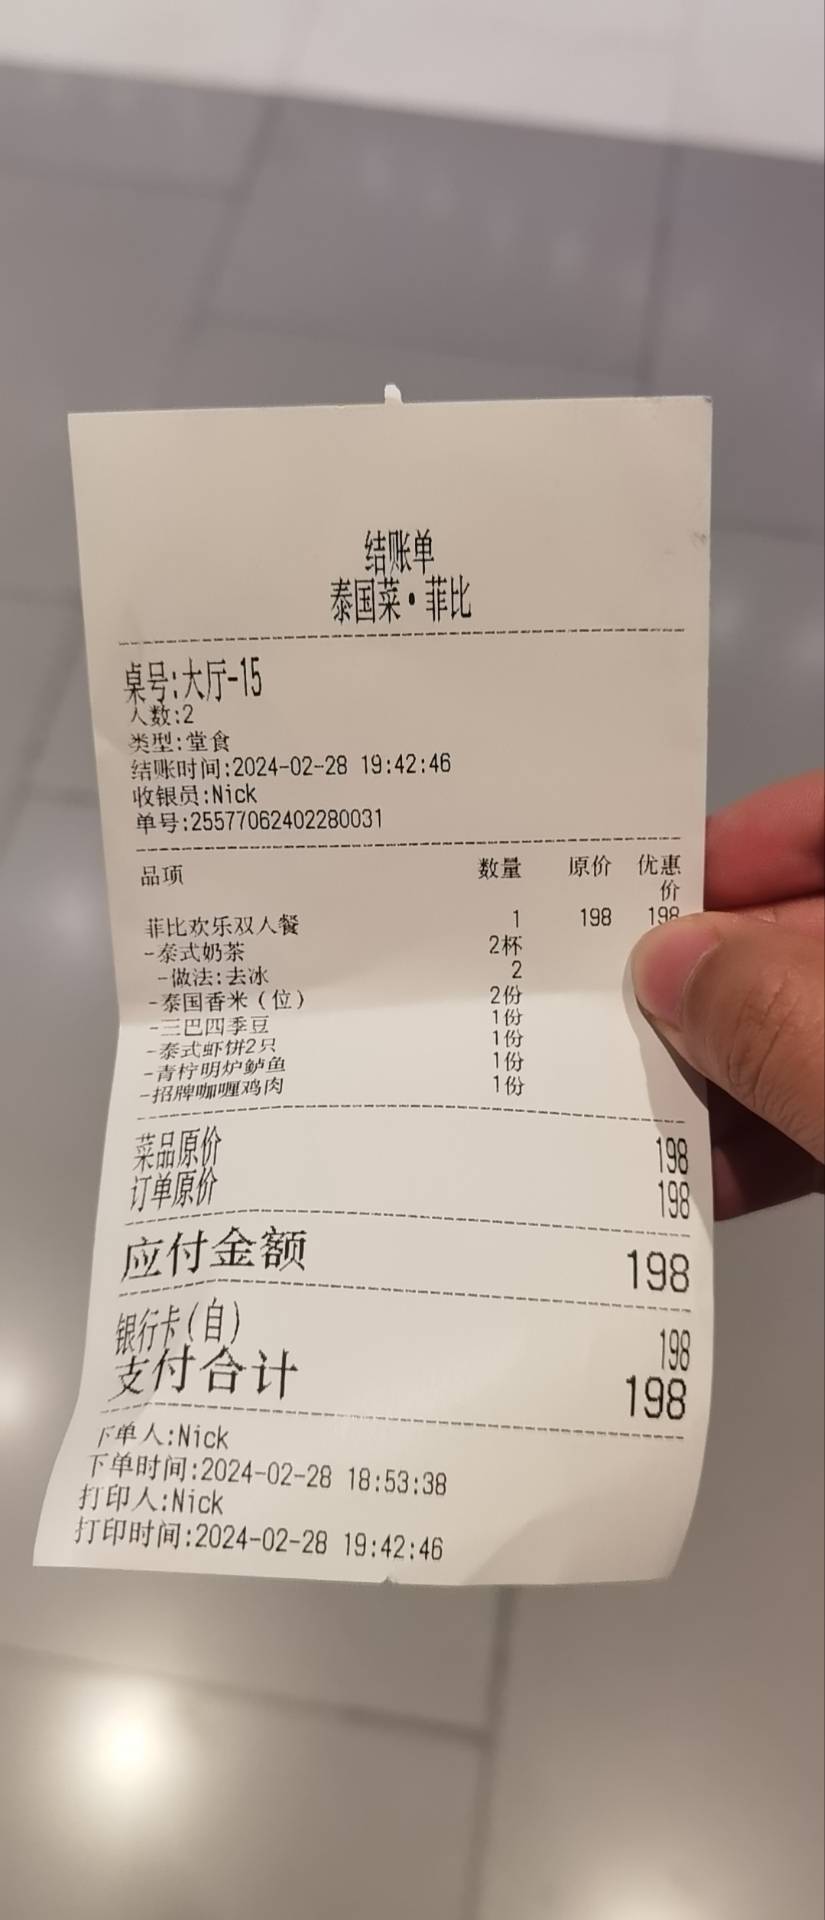 结账单
泰国菜•菲比
桌号:大厅-15
人数:2
类型:堂食
结账时间:2024-02-28 19:42:46
收银员:Nick
单号:25577062402280031
品项 数量 原价 优惠价
菲比欢乐双人餐 1 198 198
-泰式奶茶 2杯
-做法:去冰 2
-泰国香米(位) 2份
-三巴四季豆 1份
-泰式虾饼2只 1份
-青柠明炉鲈鱼 1份
-招牌咖喱鸡肉 1份
菜品原价 198
订单原价 198
应付金额 198
银行卡(自) 198
支付合计 198
下单人:Nick
下单时间:2024-02-28 18:53:38
打印人:Nick
打印时间:2024-02-28 19:42:46